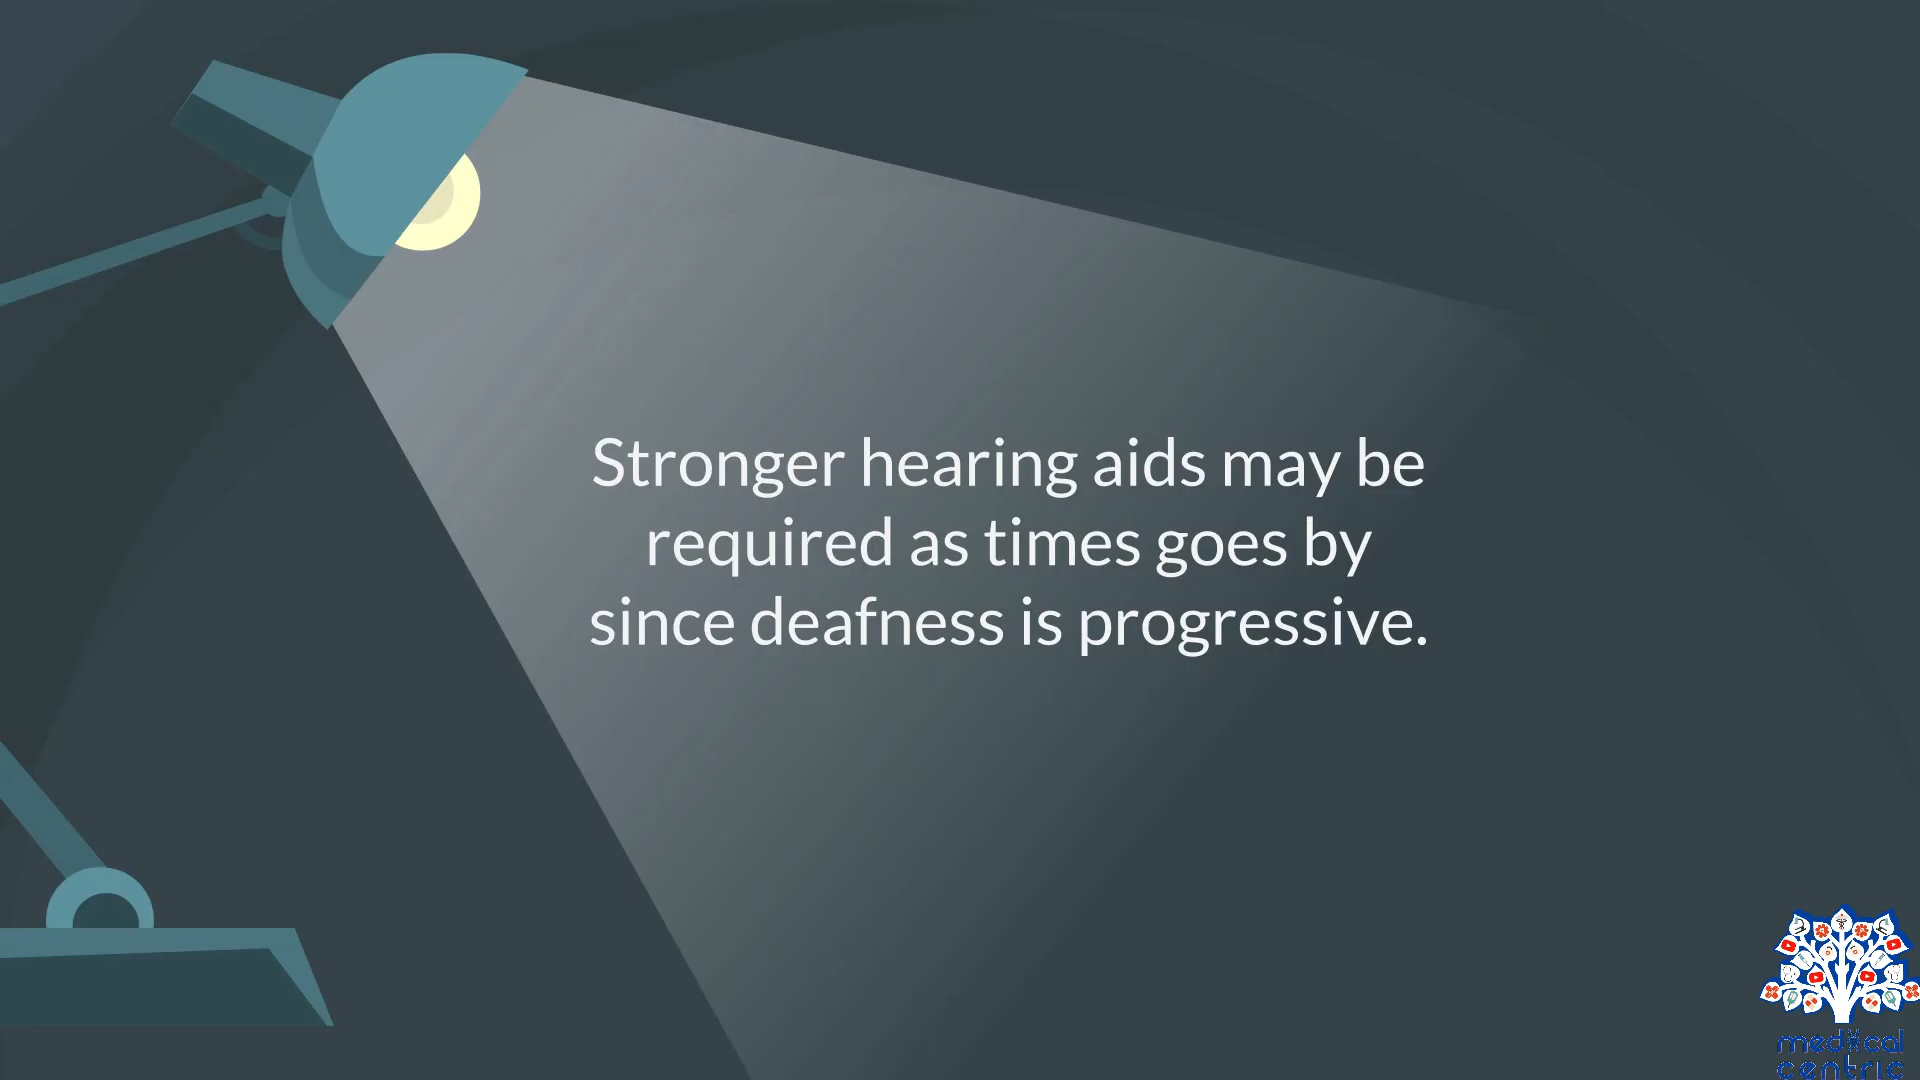 Stronger hearing aids may be
required as times goes by
since deafness is progressive.
medical
centric